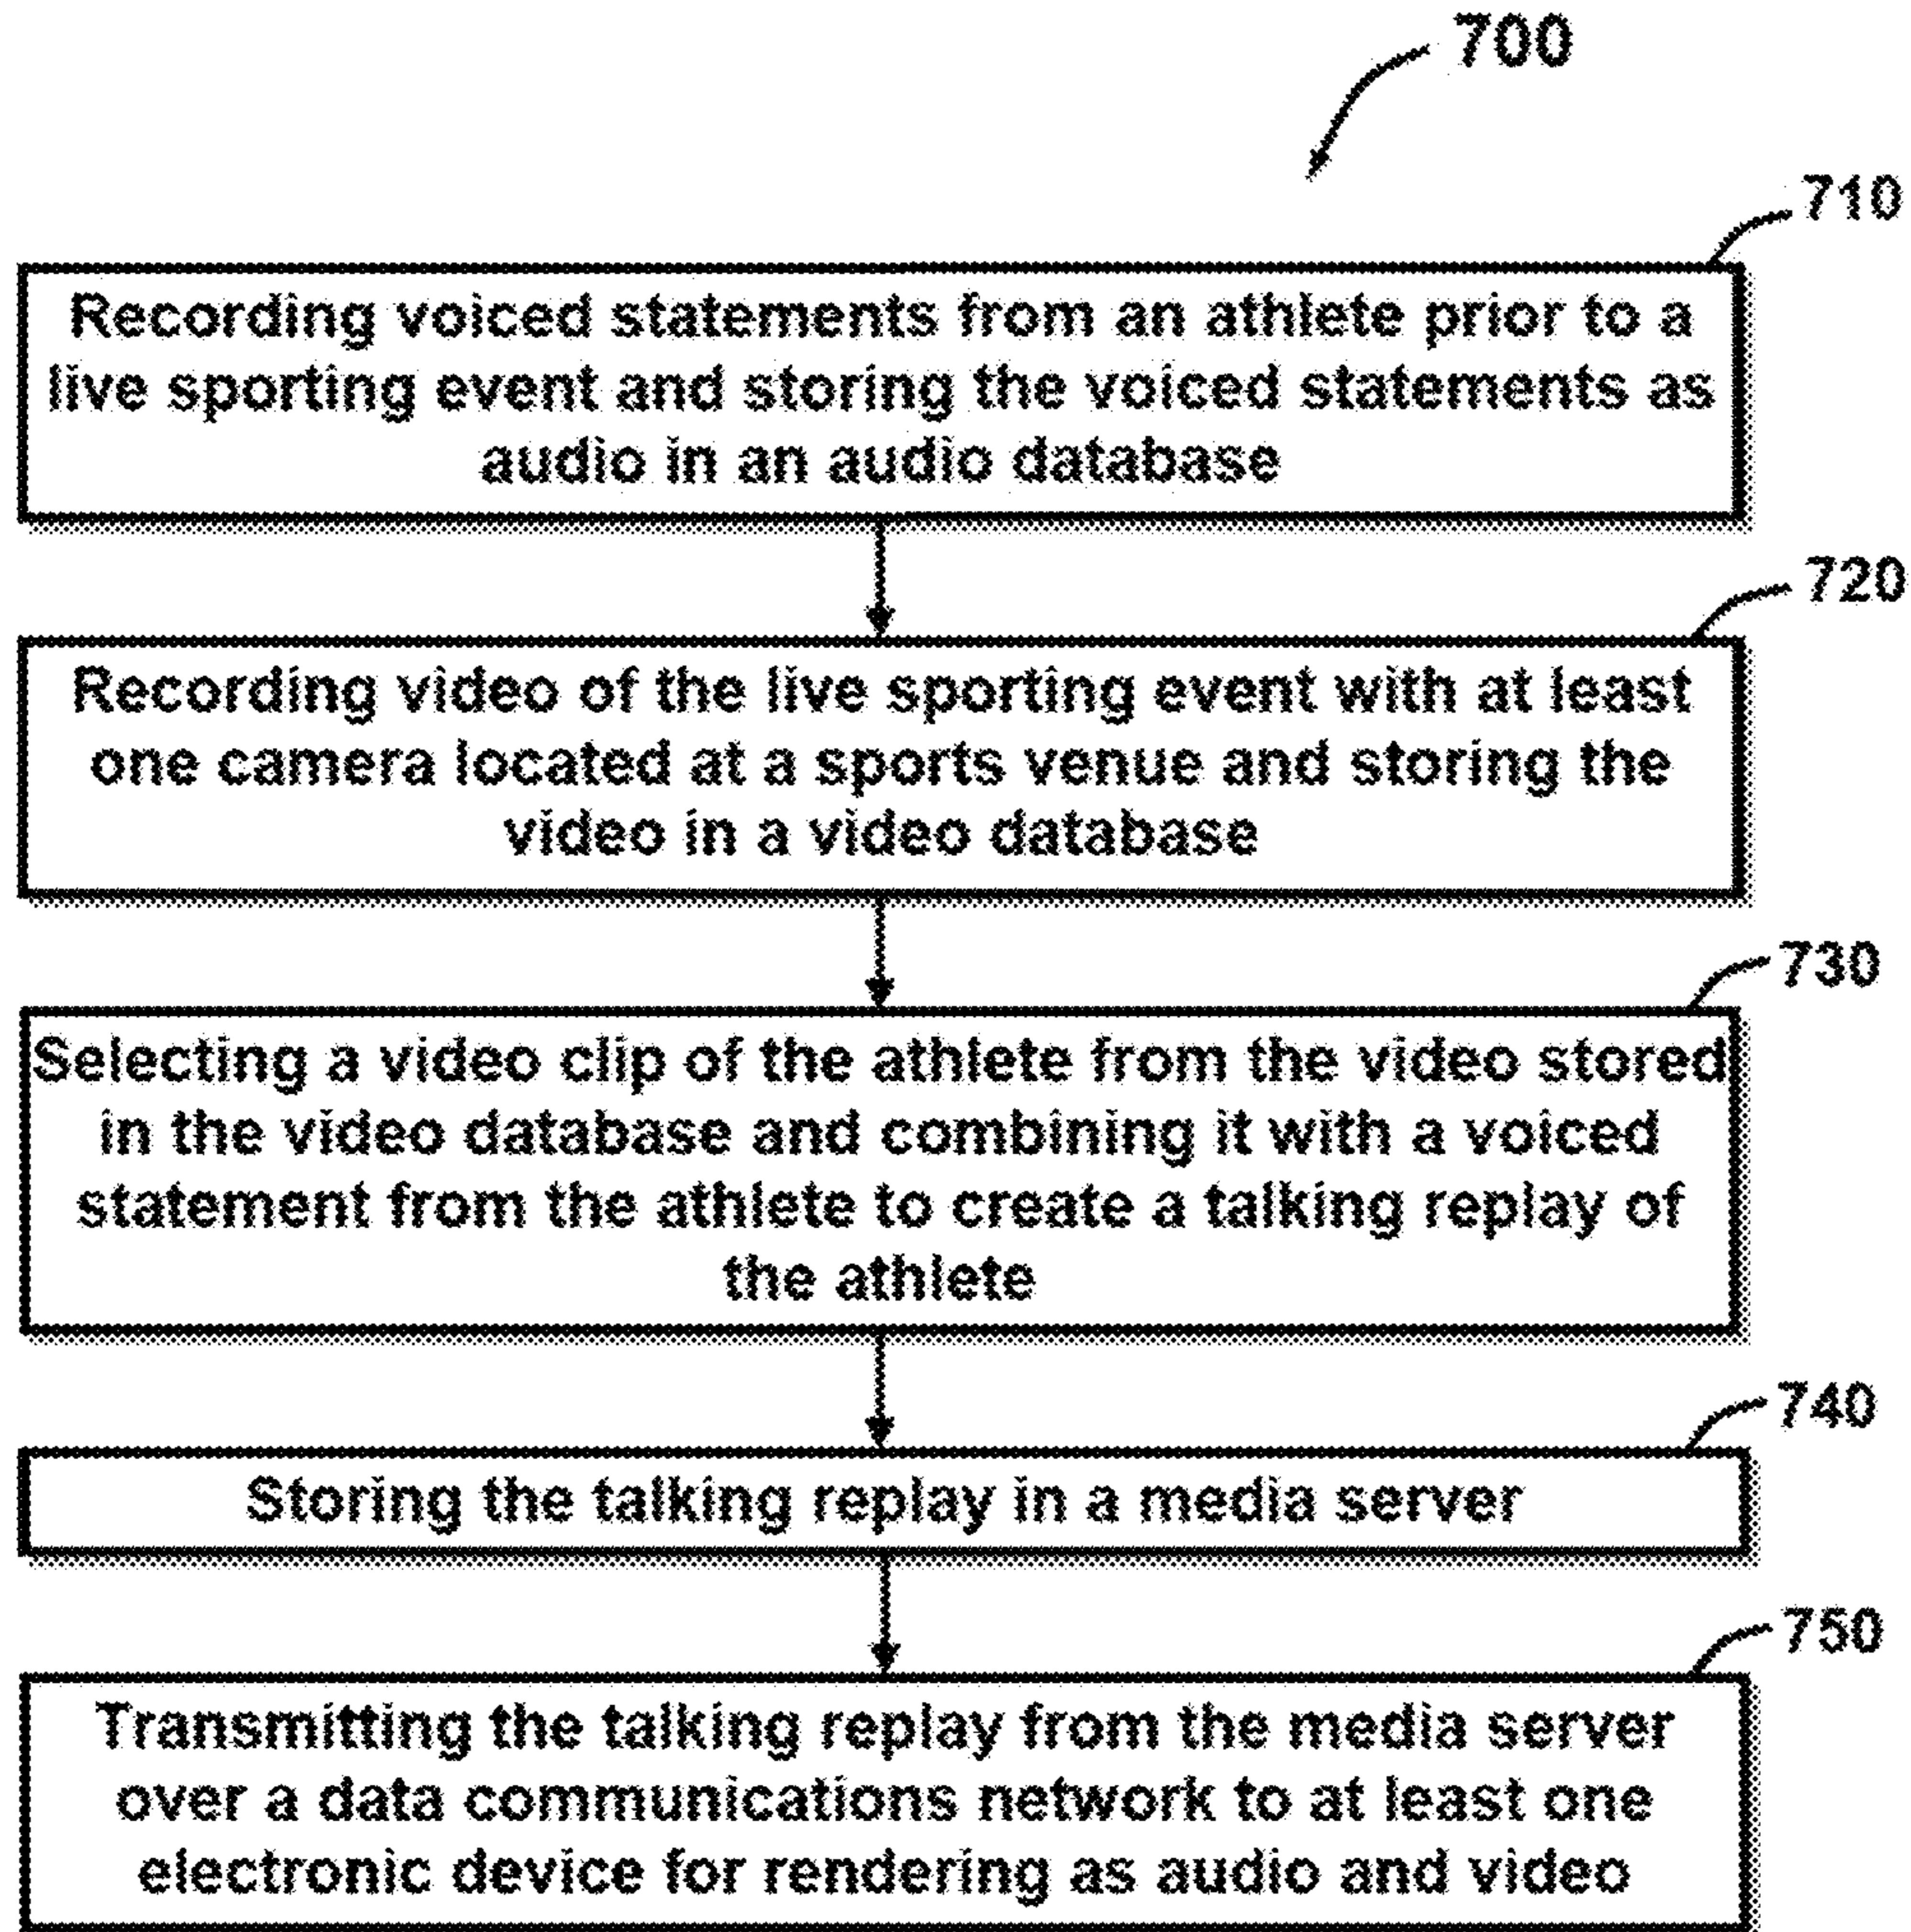 700
710
Recording voiced statements from an athlete prior to a
live sporting event and storing the voiced statements as
audio in an audio database
720
Recording video of the live sporting event with at least
one camera located at a sports venue and storing the
video in a video database
730
Selecting a video clip of the athlete from the video stored
in the video database and combining it with a voiced
statement from the athlete to create a talking replay of
the athlete
740
Storing the talking replay in a media server
750
Transmitting the talking replay from the media server
over a data communications network to at least one
electronic device for rendering as audio and video